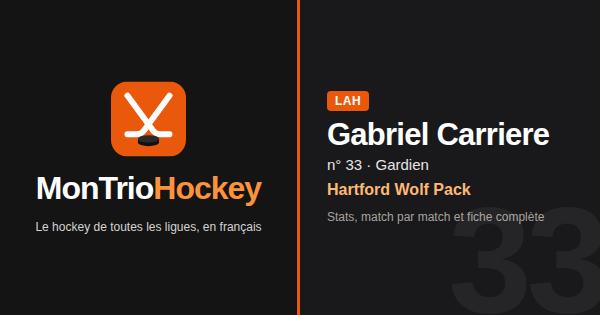 MonTrioHockey
Le hockey de toutes les ligues, en français
LAH
Gabriel Carriere
n° 33 · Gardien
Hartford Wolf Pack
Stats, match par match et fiche complète
33